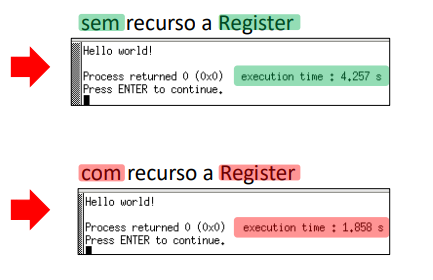 sem recurso a Register
Hello world!
Process returned 0 (0x0) execution time : 4.257 s
Press ENTER to continue.
com recurso a Register
Hello world!
Process returned 0 (0x0) execution time : 1.858 s
Press ENTER to continue.